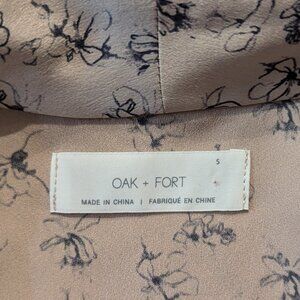 S
OAK + FORT
MADE IN CHINA | FABRIQUÉ EN CHINE